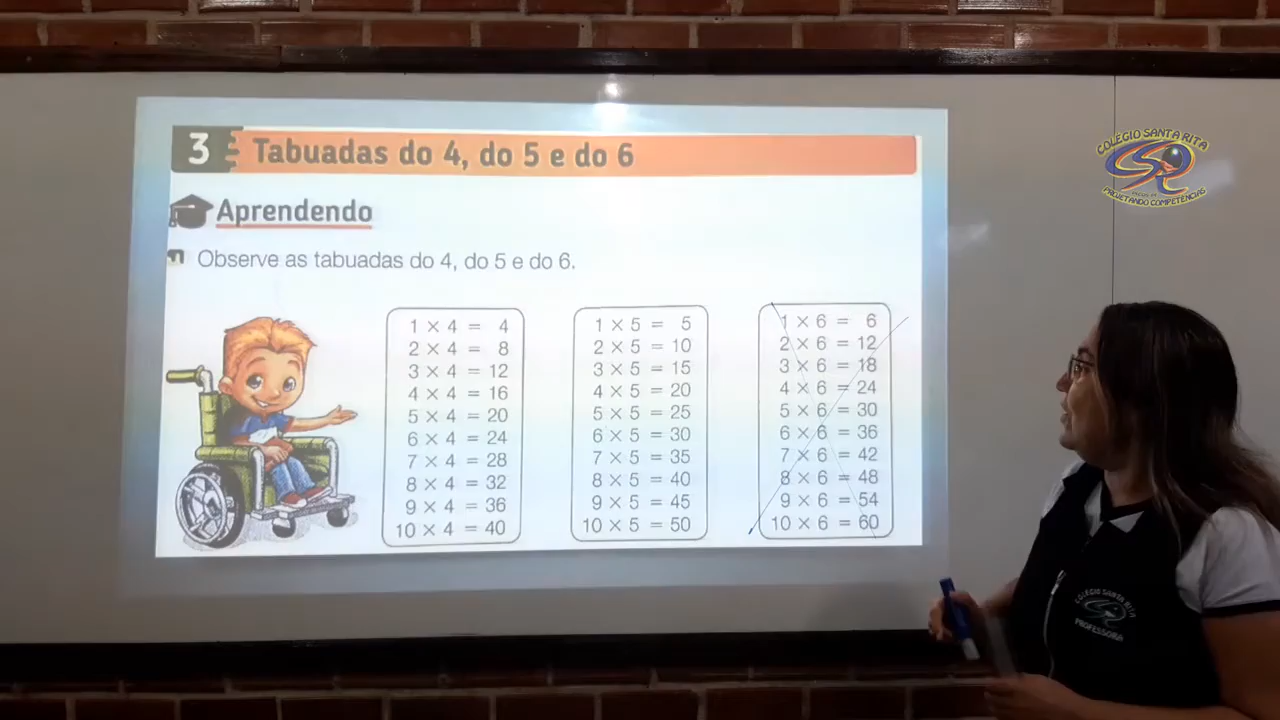 3 Tabuadas do 4, do 5 e do 6
Aprendendo
Observe as tabuadas do 4, do 5 e do 6.
1 × 4 = 4
2 × 4 = 8
3 × 4 = 12
4 × 4 = 16
5 × 4 = 20
6 × 4 = 24
7 × 4 = 28
8 × 4 = 32
9 × 4 = 36
10 × 4 = 40
1 × 5 = 5
2 × 5 = 10
3 × 5 = 15
4 × 5 = 20
5 × 5 = 25
6 × 5 = 30
7 × 5 = 35
8 × 5 = 40
9 × 5 = 45
10 × 5 = 50
1 × 6 = 6
2 × 6 = 12
3 × 6 = 18
4 × 6 = 24
5 × 6 = 30
6 × 6 = 36
7 × 6 = 42
8 × 6 = 48
9 × 6 = 54
10 × 6 = 60
COLÉGIO SANTA RITA
PROJETANDO COMPETÊNCIAS
COLÉGIO SANTA RITA
PROFESSORA